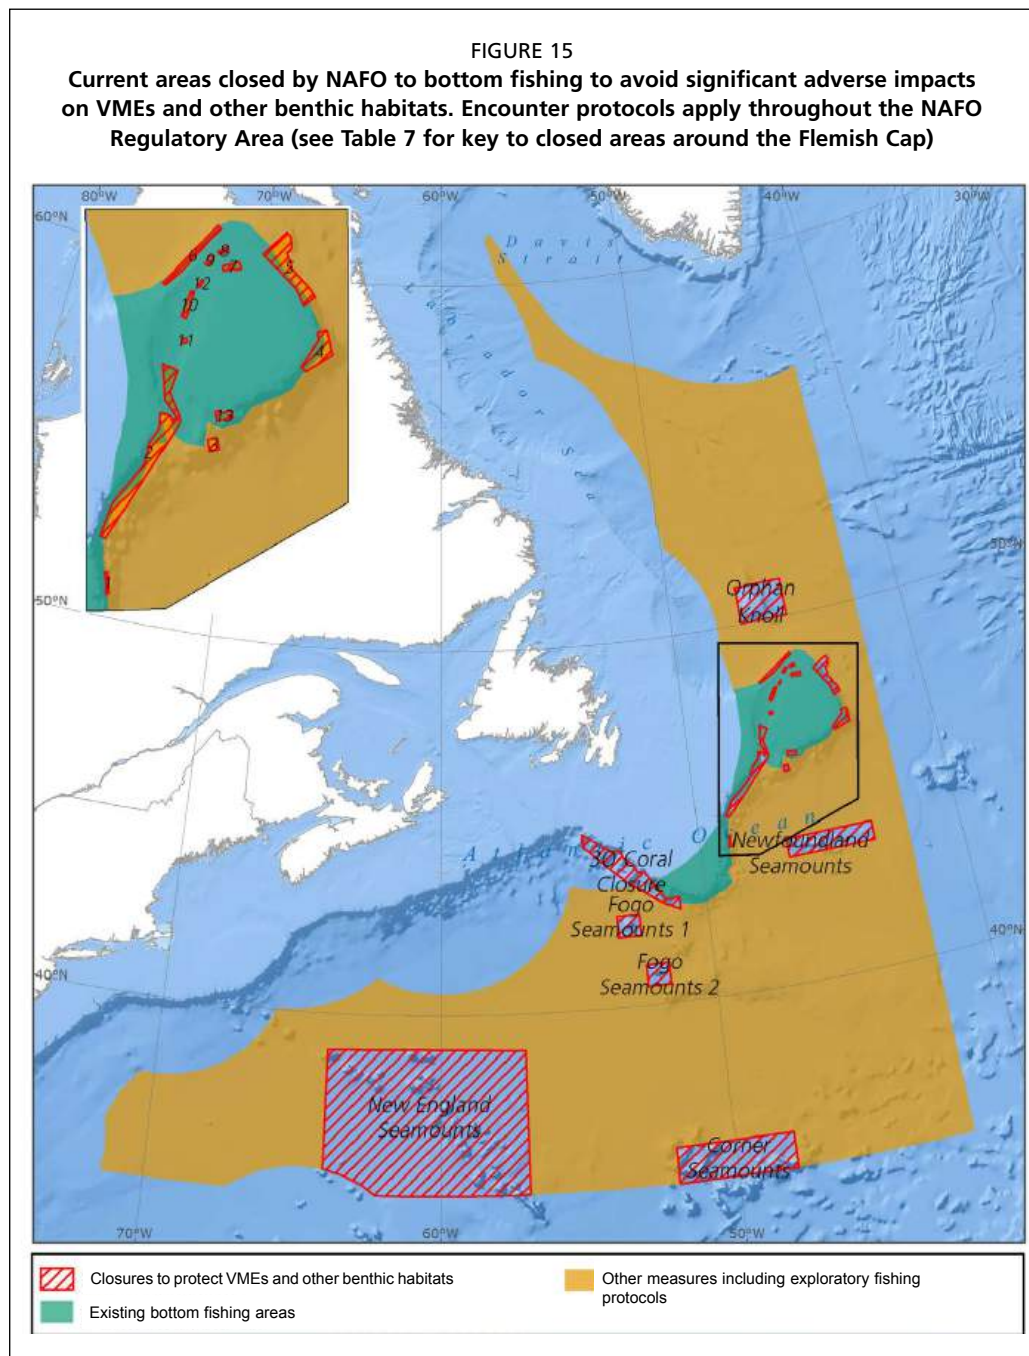 FIGURE 15
Current areas closed by NAFO to bottom fishing to avoid significant adverse impacts
on VMEs and other benthic habitats. Encounter protocols apply throughout the NAFO
Regulatory Area (see Table 7 for key to closed areas around the Flemish Cap)
80°W 70°W 60°W 50°W 40°W 30°W
60°N
Davis
Strait
Labrador Sea
6 9 8 7 5
12
10
11
4
13
2 3
1
50°N
50°N
Orphan
Knoll
Atlantic Ocean
Newfoundland
Seamounts
3O Coral
Closure
Fogo
Seamounts 1
40°N
Fogo
Seamounts 2
40°N
New England
Seamounts
Corner
Seamounts
70°W 60°W 50°W
Closures to protect VMEs and other benthic habitats
Existing bottom fishing areas
Other measures including exploratory fishing
protocols